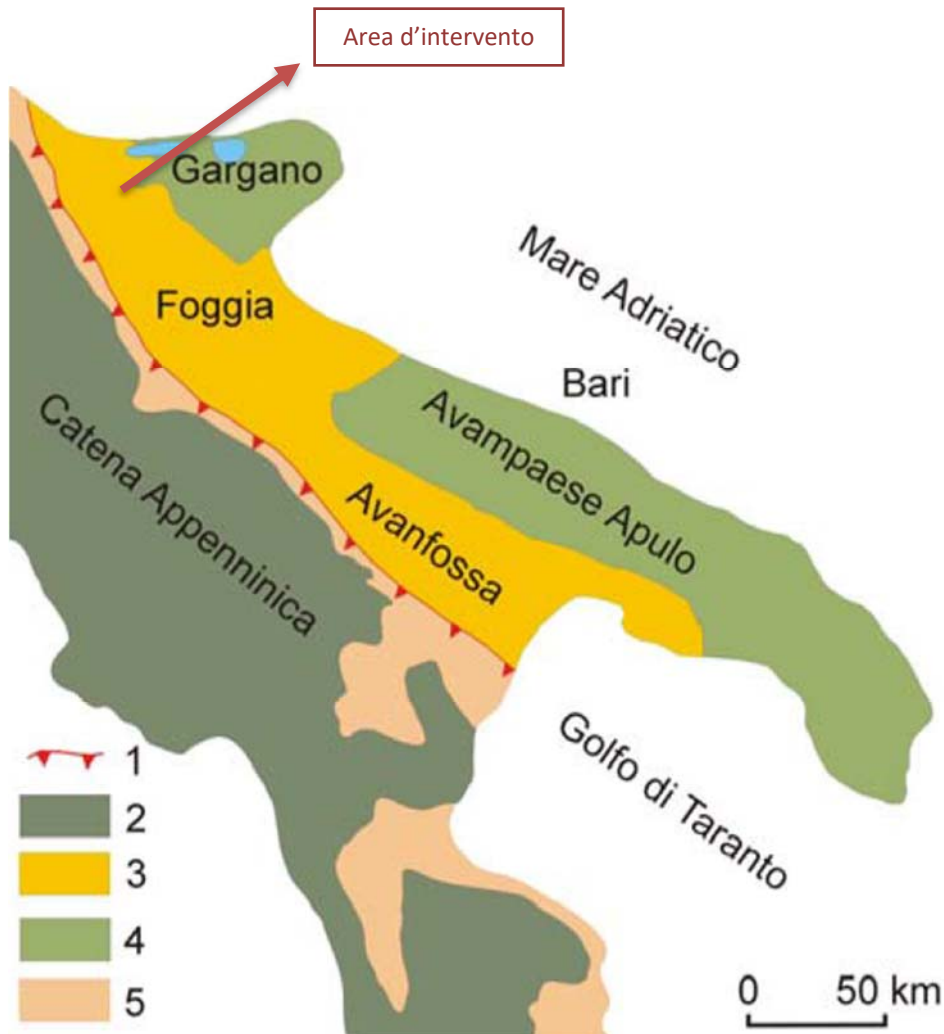 Area d'intervento
Gargano
Mare Adriatico
Foggia
Bari
Avampaese Apulo
Catena Appenninica
Avanfossa
Golfo di Taranto
1
2
3
4
5
0 50 km